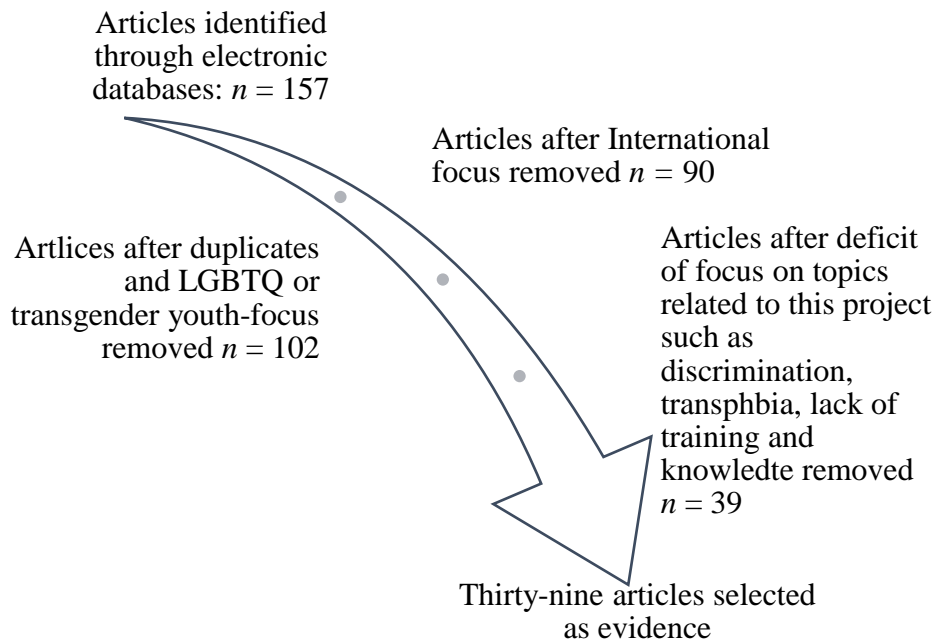 Articles identified
through electronic
databases: n = 157
Artlices after duplicates
and LGBTQ or
transgender youth-focus
removed n = 102
Articles after International
focus removed n = 90
Articles after deficit
of focus on topics
related to this project
such as
discrimination,
transphbia, lack of
training and
knowledte removed
n = 39
Thirty-nine articles selected
as evidence